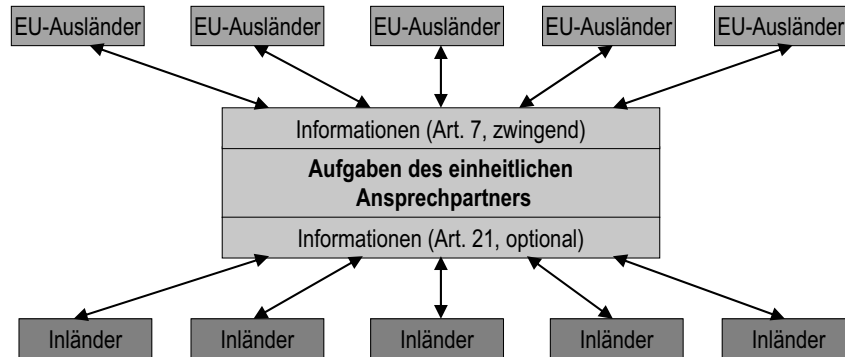 EU-Ausländer EU-Ausländer EU-Ausländer EU-Ausländer EU-Ausländer
Informationen (Art. 7, zwingend)
Aufgaben des einheitlichen
Ansprechpartners
Informationen (Art. 21, optional)
Inländer Inländer Inländer Inländer Inländer